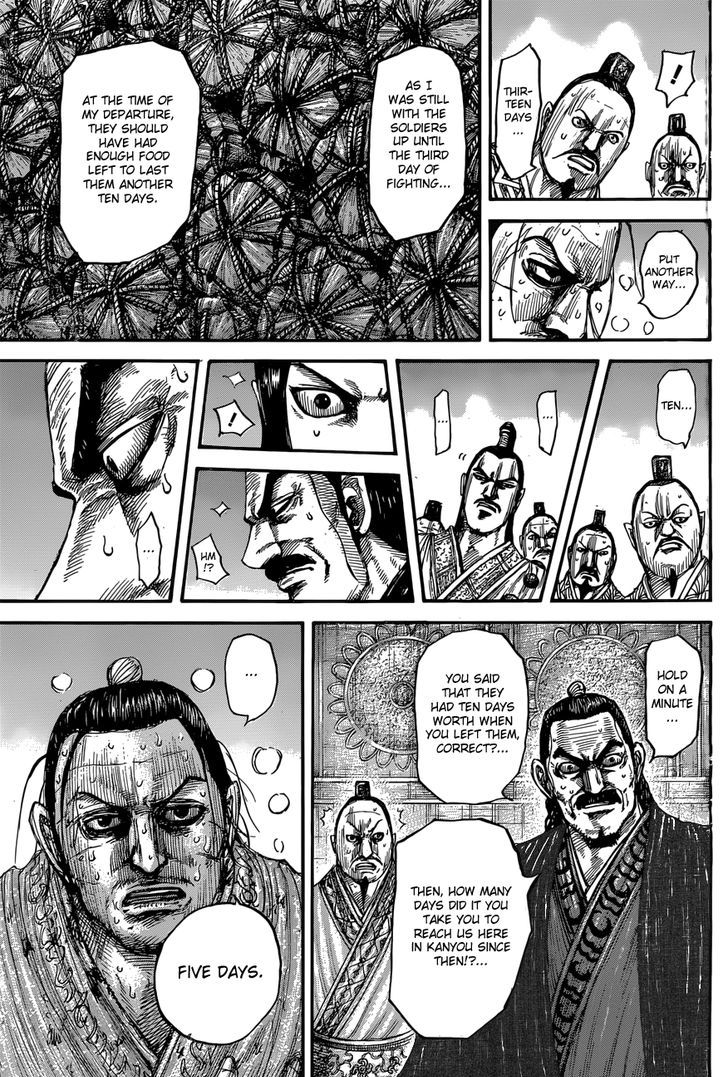 !
THIR-
TEEN
DAYS
...
PUT
ANOTHER
WAY...
AS I
WAS STILL
WITH THE
SOLDIERS
UP UNTIL
THE THIRD
DAY OF
FIGHTING...
AT THE TIME OF
MY DEPARTURE,
THEY SHOULD
HAVE HAD
ENOUGH FOOD
LEFT TO LAST
THEM ANOTHER
TEN DAYS.
TEN...
...
...
!
HM
!?
...
HOLD
ON A
MINUTE
...
YOU SAID
THAT THEY
HAD TEN DAYS
WORTH WHEN
YOU LEFT THEM,
CORRECT?...
THEN, HOW MANY
DAYS DID IT YOU
TAKE YOU TO
REACH US HERE
IN KANYOU SINCE
THEN!?...
...
FIVE DAYS.